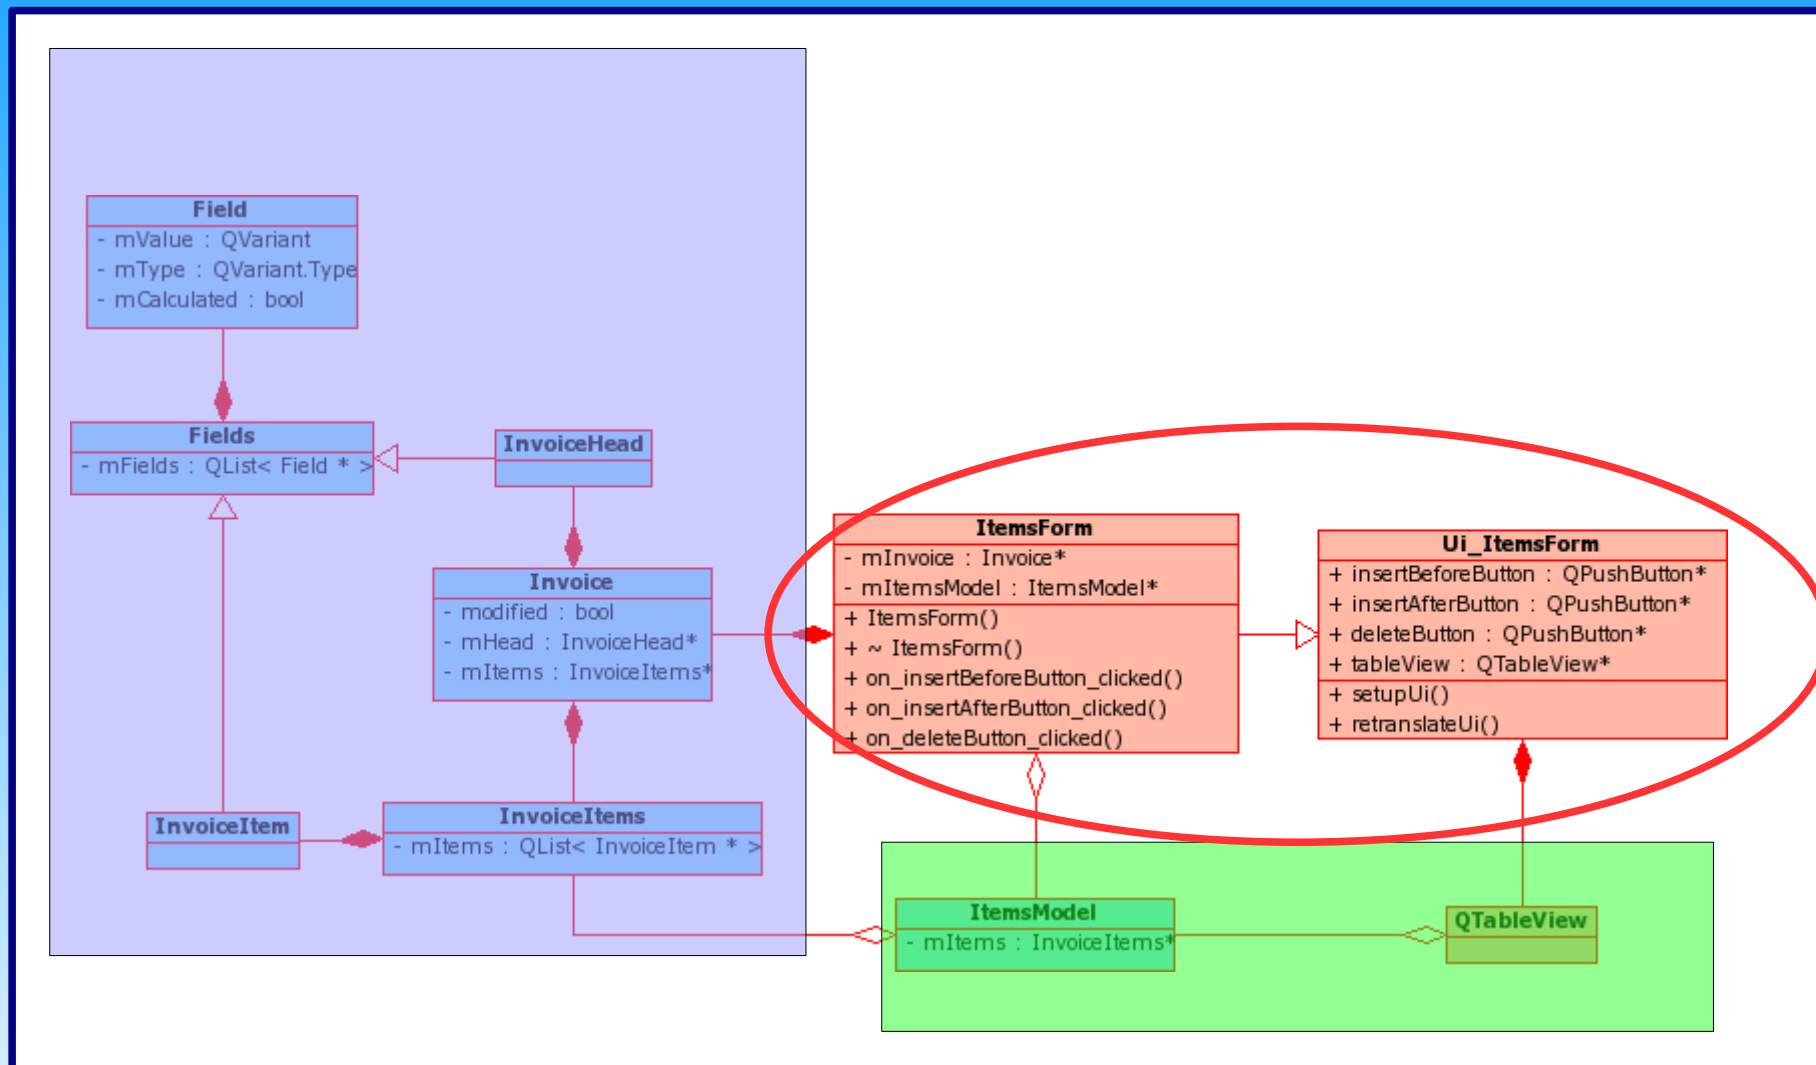 Field
- mValue : QVariant
- mType : QVariant.Type
- mCalculated : bool
Fields
- mFields : QList< Field * >
InvoiceHead
Invoice
- modified : bool
- mHead : InvoiceHead*
- mItems : InvoiceItems*
InvoiceItem
InvoiceItems
- mItems : QList< InvoiceItem * >
ItemsForm
- mInvoice : Invoice*
- mItemsModel : ItemsModel*
+ ItemsForm()
+ ~ ItemsForm()
+ on_insertBeforeButton_clicked()
+ on_insertAfterButton_clicked()
+ on_deleteButton_clicked()
Ui_ItemsForm
+ insertBeforeButton : QPushButton*
+ insertAfterButton : QPushButton*
+ deleteButton : QPushButton*
+ tableView : QTableView*
+ setupUi()
+ retranslateUi()
ItemsModel
- mItems : InvoiceItems*
QTableView